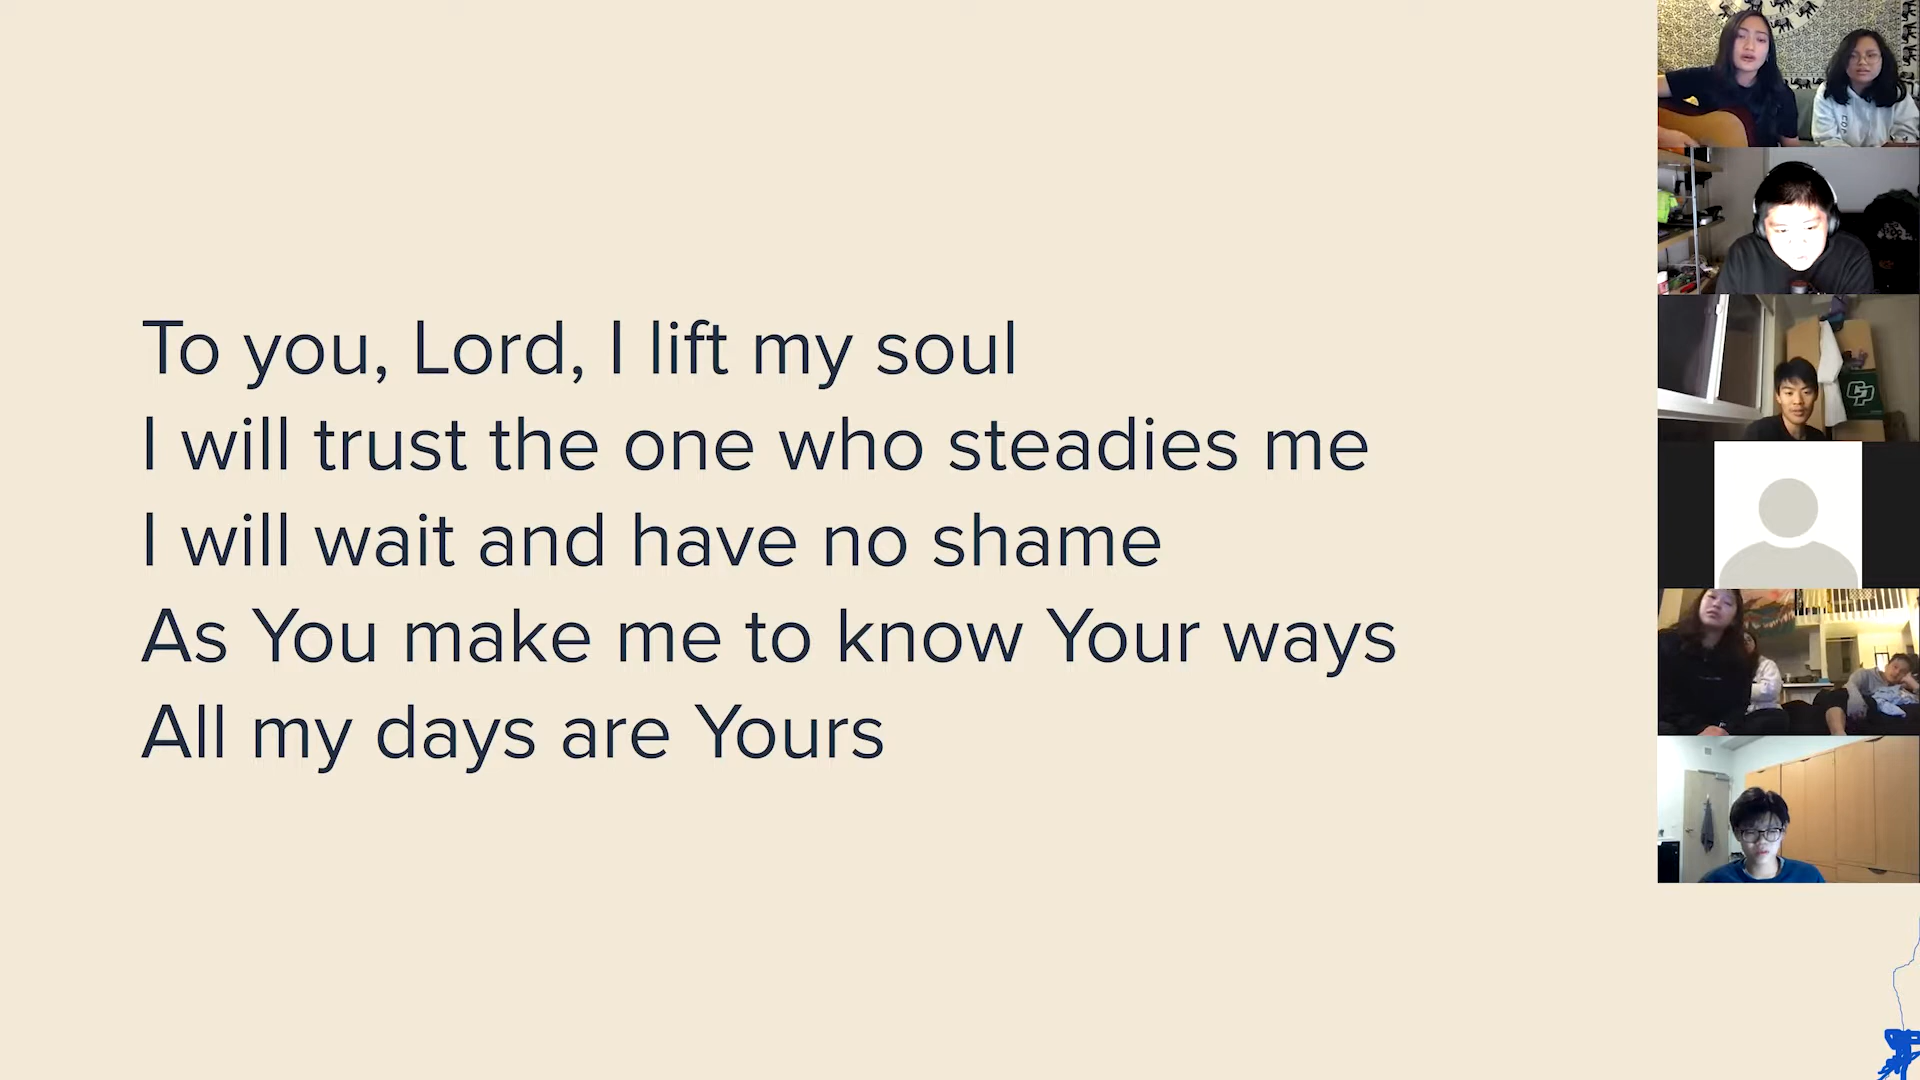 To you, Lord, I lift my soul
I will trust the one who steadies me
I will wait and have no shame
As You make me to know Your ways
All my days are Yours
CP